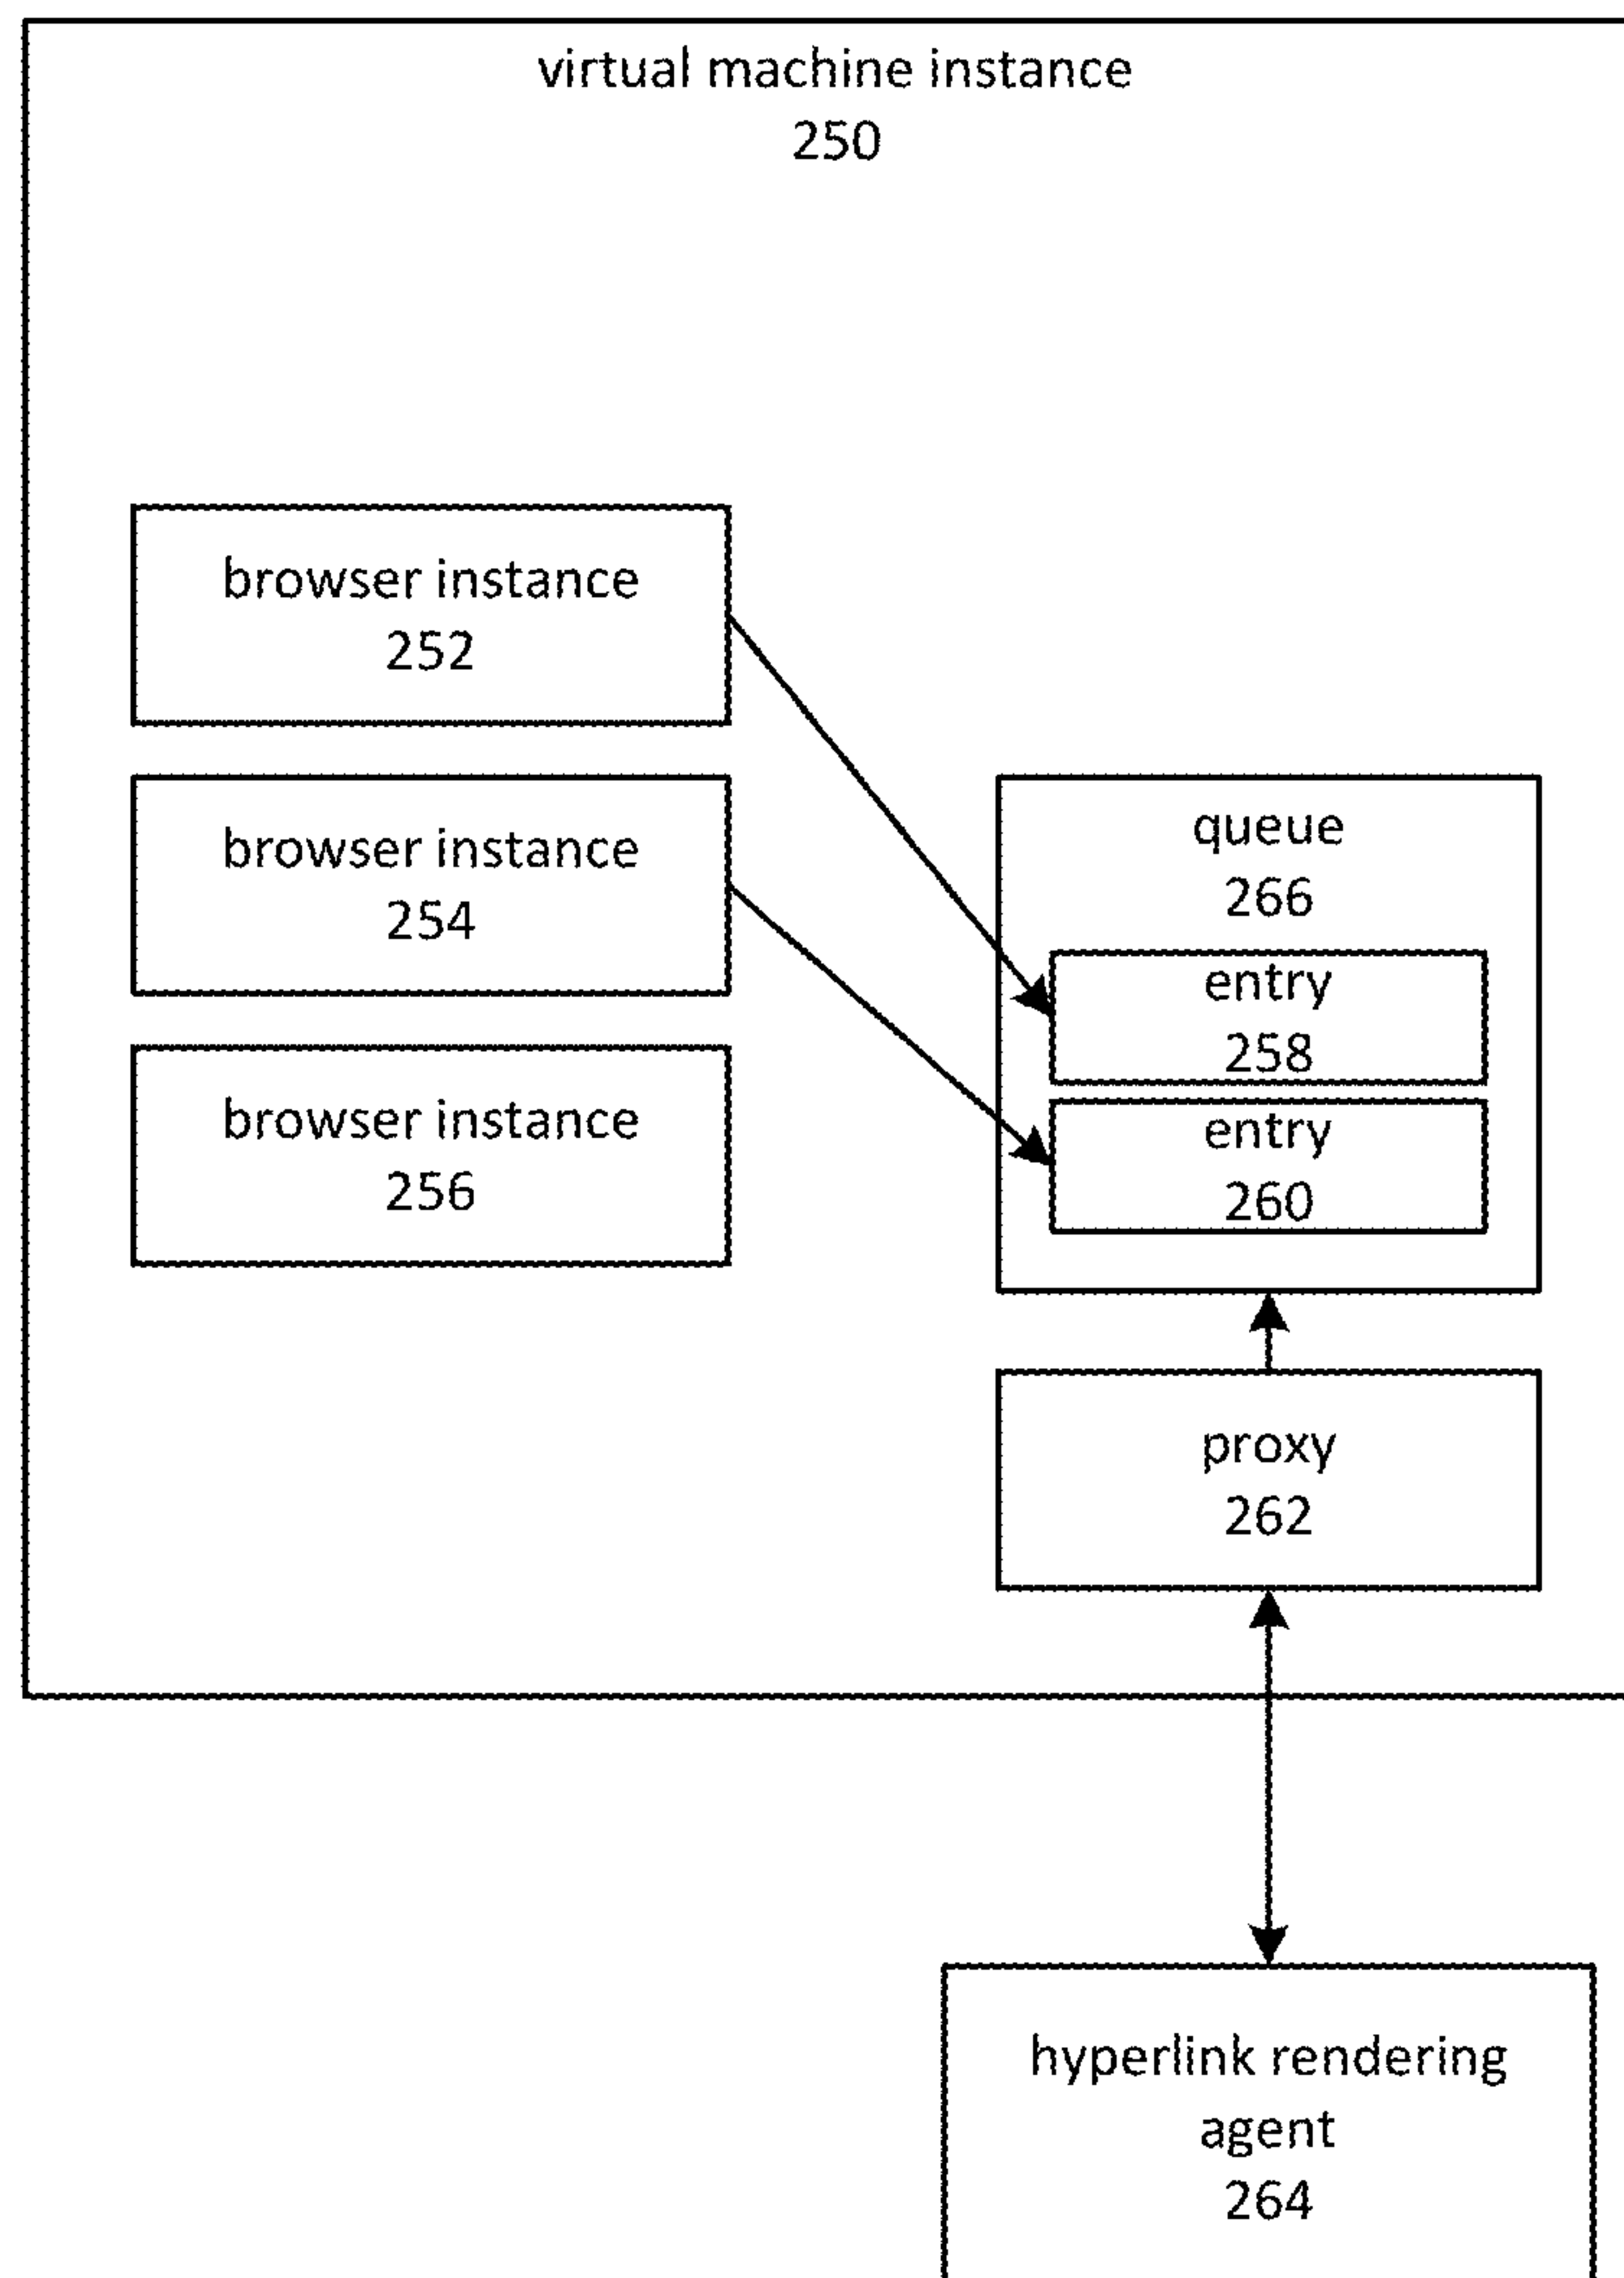 virtual machine instance
250
browser instance
252
browser instance
254
browser instance
256
queue
266
entry
258
entry
260
proxy
262
hyperlink rendering
agent
264